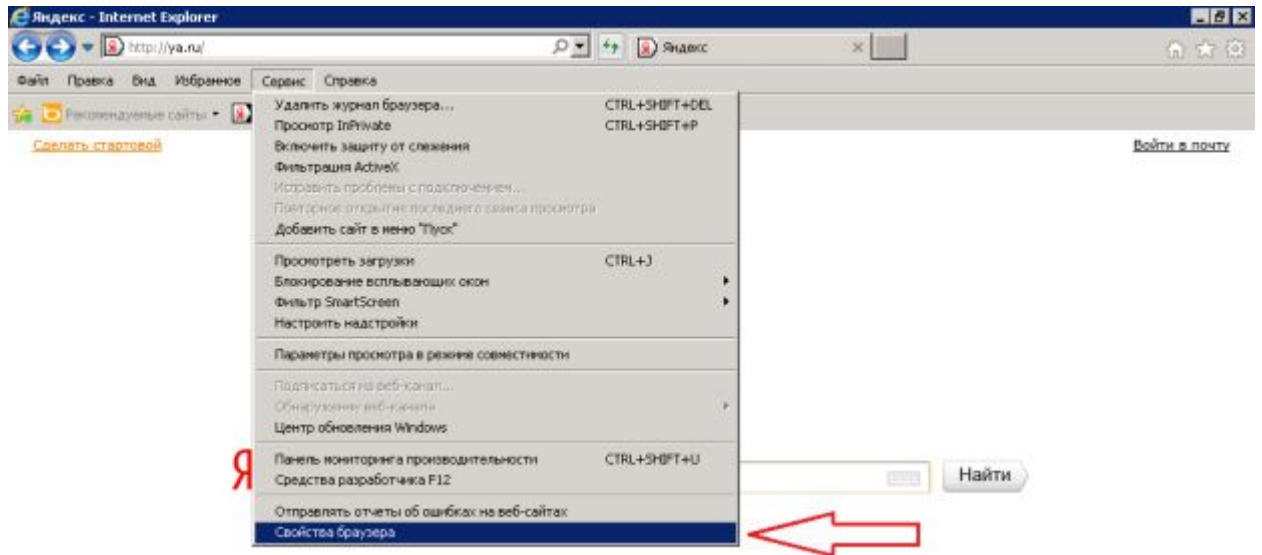 Яндекс - Internet Explorer
http://ya.ru/
Яндекс
Файл Правка Вид Избранное Сервис Справка
Рекомендуемые сайты
Удалить журнал браузера... CTRL+SHIFT+DEL
Просмотр InPrivate CTRL+SHIFT+P
Сделать стартовой
Включить защиту от слежения
Войти в почту
Фильтрация ActiveX
Исправить проблемы с подключением...
Повторное открытие последнего сеанса просмотра
Добавить сайт в меню "Пуск"
Просмотреть загрузки CTRL+J
Блокирование всплывающих окон
Фильтр SmartScreen
Настроить надстройки
Параметры просмотра в режиме совместимости
Подписаться на веб-канал...
Обнаружение веб-канала
Центр обновления Windows
Панель мониторинга производительности CTRL+SHIFT+U
Средства разработчика F12
Я
Найти
Отправлять отчеты об ошибках на веб-сайтах
Свойства браузера